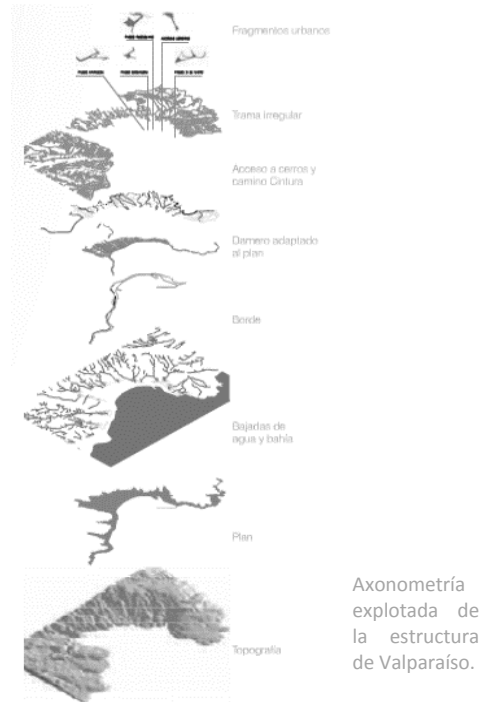 Fragmentos urbanos
Trama irregular
Acceso a cerros y
camino Cintura
Damero adaptado
al plan
Borde
Bajadas de
agua y bahía
Plan
Topografía
Axonometría
explotada de
la estructura
de Valparaíso.